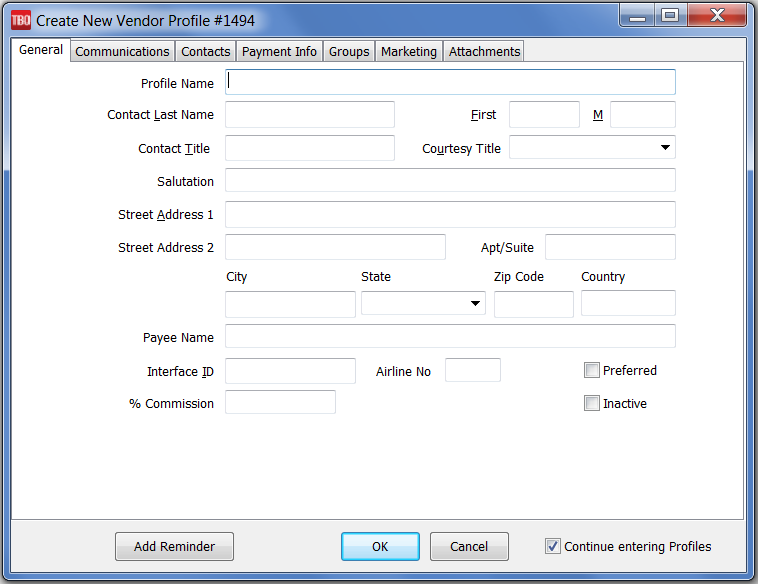 TBO Create New Vendor Profile #1494
General Communications Contacts Payment Info Groups Marketing Attachments
Profile Name
Contact Last Name First M
Contact Title Courtesy Title
Salutation
Street Address 1
Street Address 2 Apt/Suite
City State Zip Code Country
Payee Name
Interface ID Airline No Preferred
% Commission Inactive
Add Reminder OK Cancel Continue entering Profiles